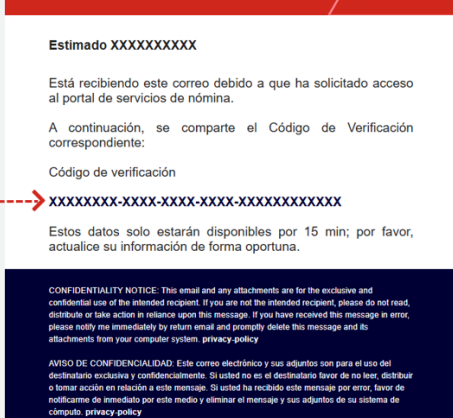 Estimado XXXXXXXXXX
Está recibiendo este correo debido a que ha solicitado acceso
al portal de servicios de nómina.
A continuación, se comparte el Código de Verificación
correspondiente:
Código de verificación
XXXXXXXX-XXXX-XXXX-XXXX-XXXXXXXXXXXX
Estos datos solo estarán disponibles por 15 min; por favor,
actualice su información de forma oportuna.
CONFIDENTIALITY NOTICE: This email and any attachments are for the exclusive and
confidential use of the intended recipient. If you are not the intended recipient, please do not read,
distribute or take action in reliance upon this message. If you have received this message in error,
please notify me immediately by return email and promptly delete this message and its
attachments from your computer system. privacy-policy
AVISO DE CONFIDENCIALIDAD: Este correo electrónico y sus adjuntos son para el uso del
destinatario exclusiva y confidencialmente. Si usted no es el destinatario favor de no leer, distribuir
o tomar acción en relación a este mensaje. Si usted ha recibido este mensaje por error, favor de
notificarme de inmediato por este medio y eliminar el mensaje y sus adjuntos de su sistema de
cómputo. privacy-policy